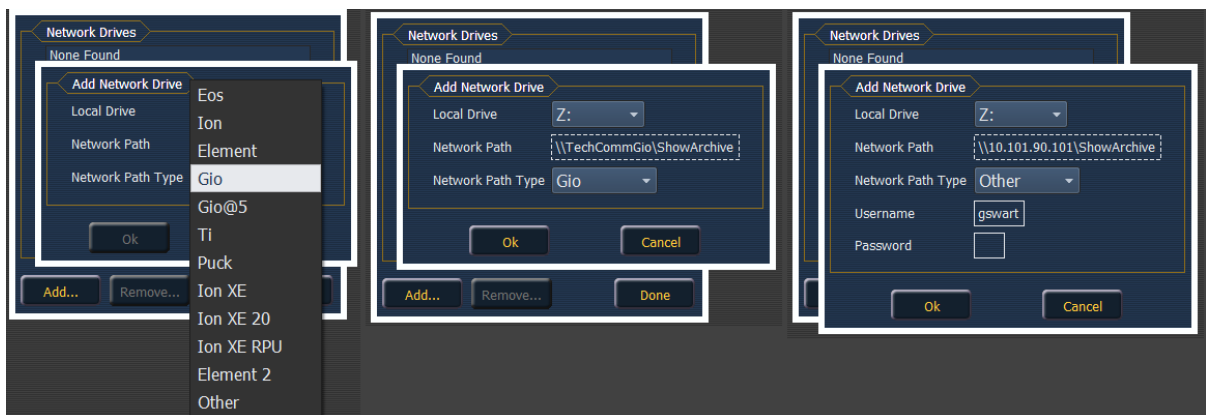 Network Drives
None Found
Add Network Drive
Local Drive
Network Path
Network Path Type
Eos
Ion
Element
Gio
Gio@5
Ti
Puck
Ion XE
Ion XE 20
Ion XE RPU
Element 2
Other
Ok
Add...
Remove...
Network Drives
None Found
Add Network Drive
Local Drive Z:
Network Path \\TechCommGio\ShowArchive
Network Path Type Gio
Ok Cancel
Add... Remove... Done
Network Drives
None Found
Add Network Drive
Local Drive Z:
Network Path \\10.101.90.101\ShowArchive
Network Path Type Other
Username gswart
Password
Ok Cancel